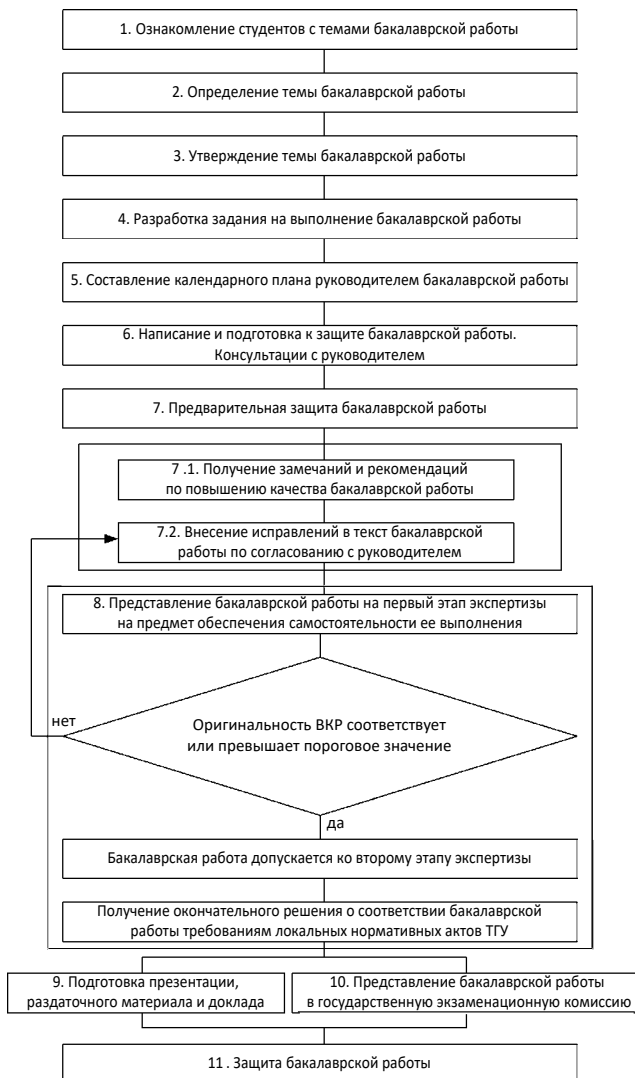 1. Ознакомление студентов с темами бакалаврской работы
2. Определение темы бакалаврской работы
3. Утверждение темы бакалаврской работы
4. Разработка задания на выполнение бакалаврской работы
5. Составление календарного плана руководителем бакалаврской работы
6. Написание и подготовка к защите бакалаврской работы.
Консультации с руководителем
7. Предварительная защита бакалаврской работы
7 .1. Получение замечаний и рекомендаций
по повышению качества бакалаврской работы
7.2. Внесение исправлений в текст бакалаврской
работы по согласованию с руководителем
8. Представление бакалаврской работы на первый этап экспертизы
на предмет обеспечения самостоятельности ее выполнения
нет
Оригинальность ВКР соответствует
или превышает пороговое значение
да
Бакалаврская работа допускается ко второму этапу экспертизы
Получение окончательного решения о соответствии бакалаврской
работы требованиям локальных нормативных актов ТГУ
9. Подготовка презентации,
раздаточного материала и доклада
10. Представление бакалаврской работы
в государственную экзаменационную комиссию
11 . Защита бакалаврской работы